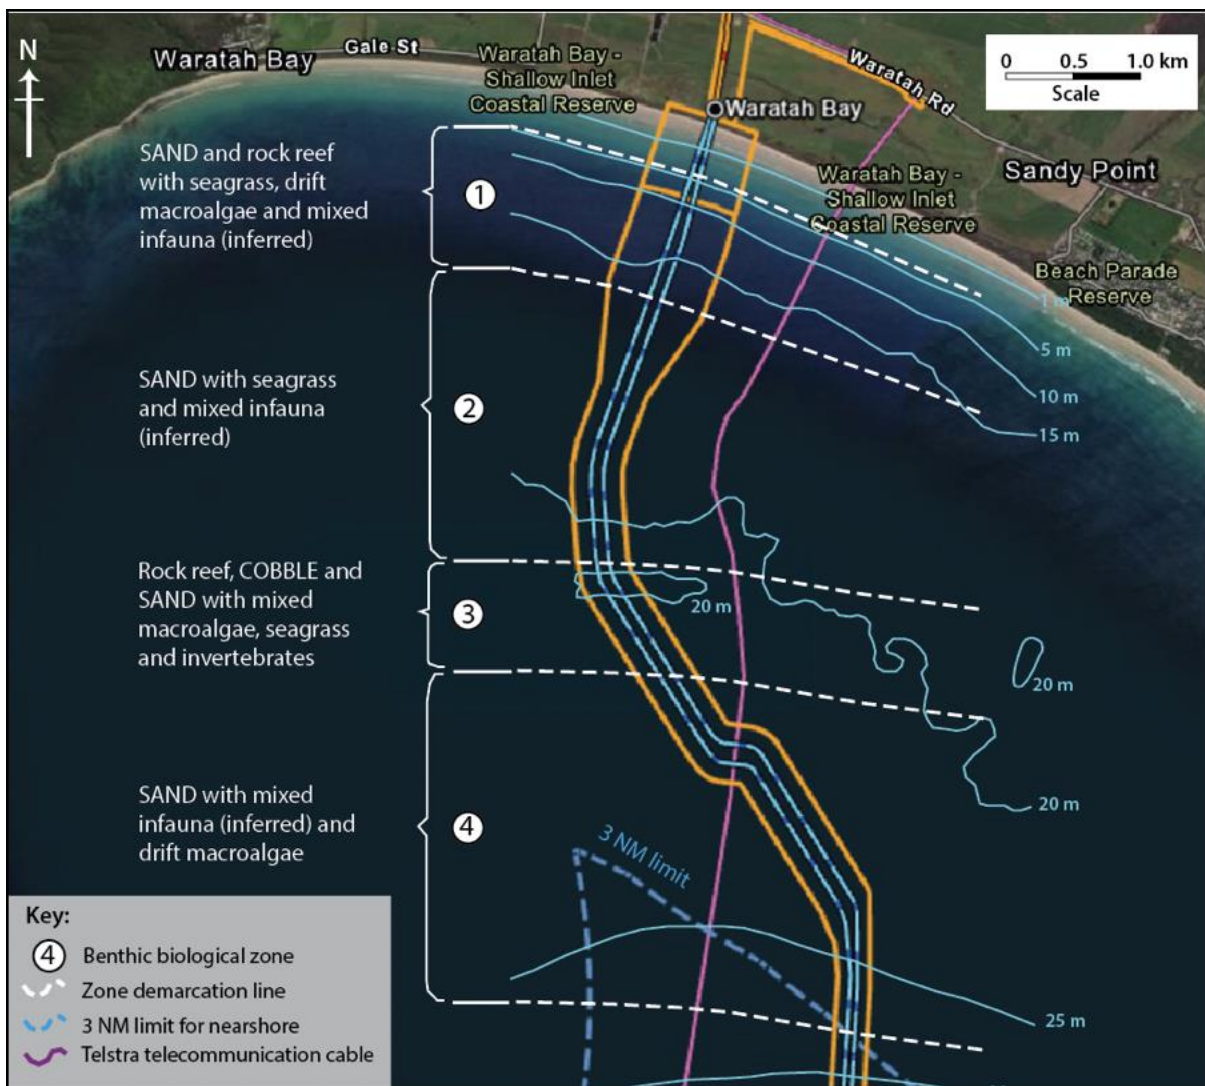 N
Waratah Bay
Gale St
Waratah Bay -
Shallow Inlet
Coastal Reserve
Waratah Rd
0 0.5 1.0 km
Scale
Waratah Bay
SAND and rock reef
with seagrass, drift
macroalgae and mixed
infauna (inferred)
1
Waratah Bay -
Shallow Inlet
Coastal Reserve
Sandy Point
Beach Parade
Reserve
1 m
5 m
10 m
15 m
SAND with seagrass
and mixed infauna
(inferred)
2
Rock reef, COBBLE and
SAND with mixed
macroalgae, seagrass
and invertebrates
3
20 m
20 m
20 m
SAND with mixed
infauna (inferred) and
drift macroalgae
4
3 NM limit
25 m
Key:
4 Benthic biological zone
Zone demarcation line
3 NM limit for nearshore
Telstra telecommunication cable